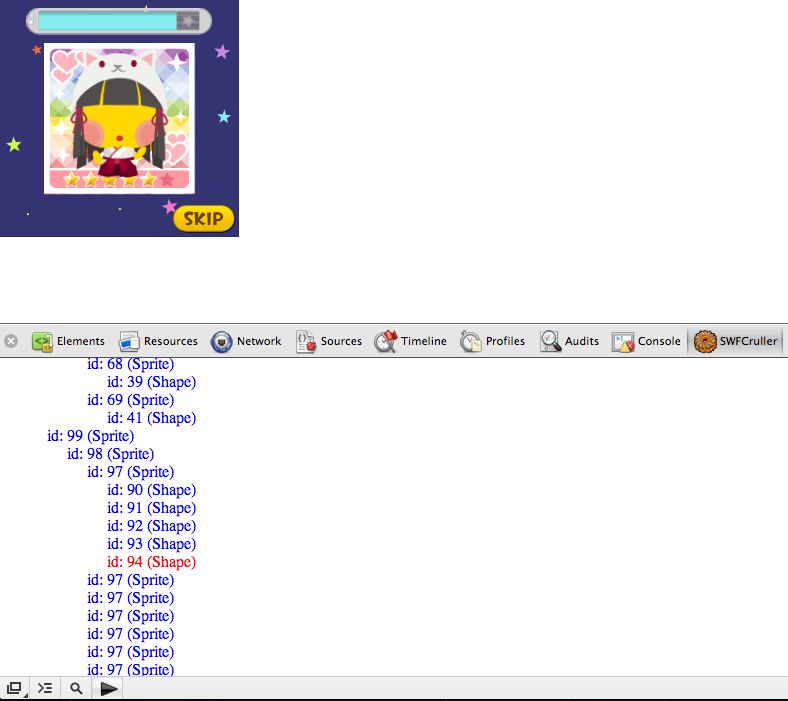 SKIP
Elements Resources Network Sources Timeline Profiles Audits Console SWFCruller
id: 68 (Sprite)
id: 39 (Shape)
id: 69 (Sprite)
id: 41 (Shape)
id: 99 (Sprite)
id: 98 (Sprite)
id: 97 (Sprite)
id: 90 (Shape)
id: 91 (Shape)
id: 92 (Shape)
id: 93 (Shape)
id: 94 (Shape)
id: 97 (Sprite)
id: 97 (Sprite)
id: 97 (Sprite)
id: 97 (Sprite)
id: 97 (Sprite)
id: 97 (Sprite)